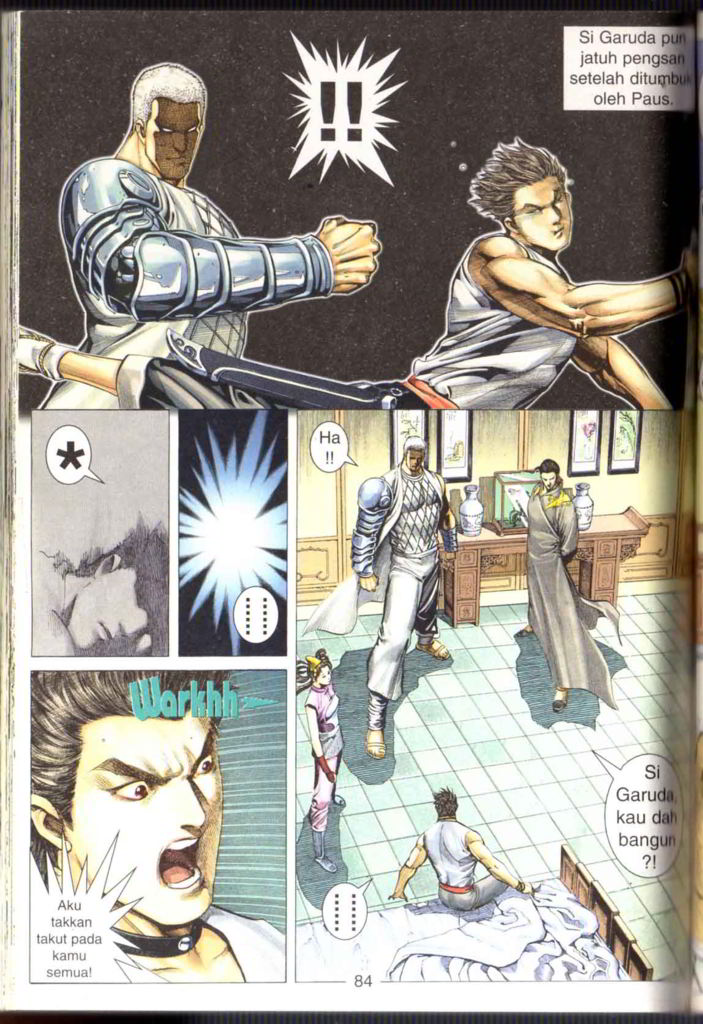 Si Garuda pun
jatuh pengsan
setelah ditumbuk
oleh Paus.
!!
*
Ha
!!
Warkhh
Aku
takkan
takut pada
kamu
semua!
Si
Garuda,
kau dah
bangun
?!
84